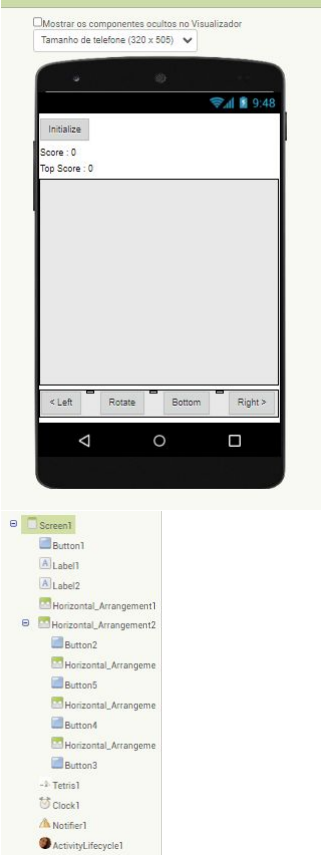 Mostrar os componentes ocultos no Visualizador
Tamanho de telefone (320 x 505)
9:48
Initialize
Score : 0
Top Score : 0
< Left Rotate Bottom Right >
Screen1
Button1
Label1
Label2
Horizontal_Arrangement1
Horizontal_Arrangement2
Button2
Horizontal_Arrangeme
Button5
Horizontal_Arrangeme
Button4
Horizontal_Arrangeme
Button3
Tetris1
Clock1
Notifier1
ActivityLifecycle1